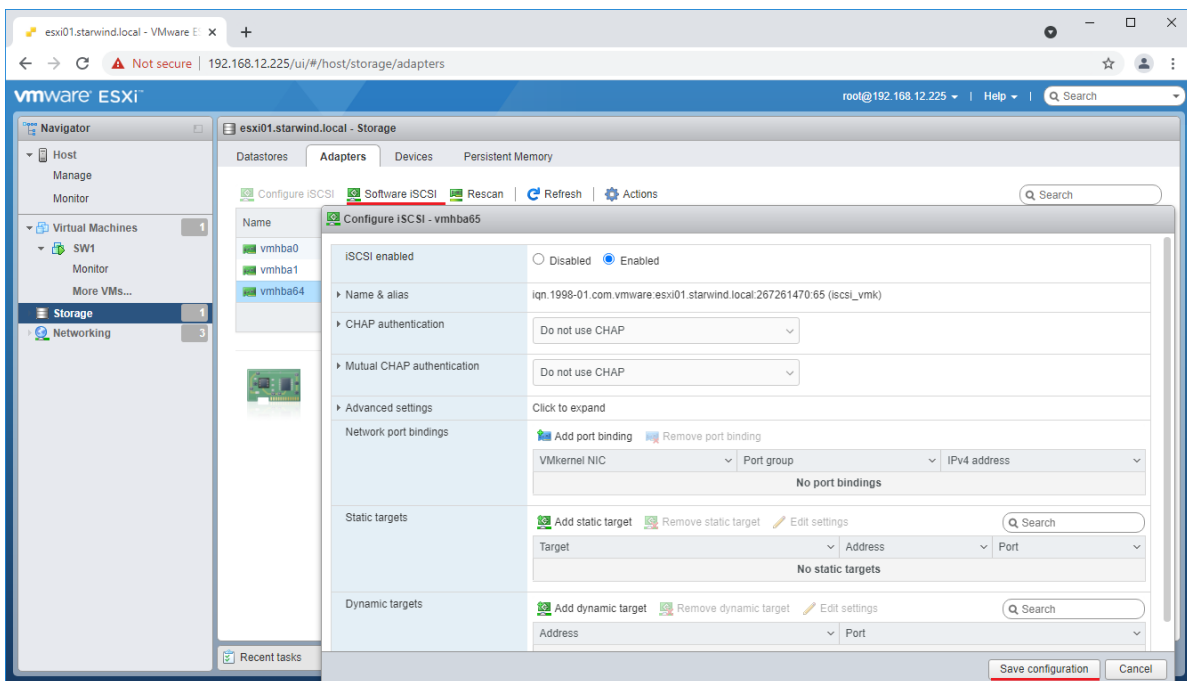 esxi01.starwind.local - VMware E
Not secure | 192.168.12.225/ui/#/host/storage/adapters
vmware ESXi™
root@192.168.12.225 | Help | Search
Navigator
Host
Manage
Monitor
Virtual Machines 1
SW1
Monitor
More VMs...
Storage 1
Networking 3
esxi01.starwind.local - Storage
Datastores Adapters Devices Persistent Memory
Configure iSCSI Software iSCSI Rescan | Refresh | Actions Search
Name
vmhba0
vmhba1
vmhba64
Configure iSCSI - vmhba65
iSCSI enabled Disabled Enabled
Name & alias iqn.1998-01.com.vmware:esxi01.starwind.local:267261470:65 (iscsi_vmk)
CHAP authentication Do not use CHAP
Mutual CHAP authentication Do not use CHAP
Advanced settings Click to expand
Network port bindings Add port binding Remove port binding
VMkernel NIC Port group IPv4 address
No port bindings
Static targets Add static target Remove static target Edit settings Search
Target Address Port
No static targets
Dynamic targets Add dynamic target Remove dynamic target Edit settings Search
Address Port
Recent tasks
Save configuration Cancel